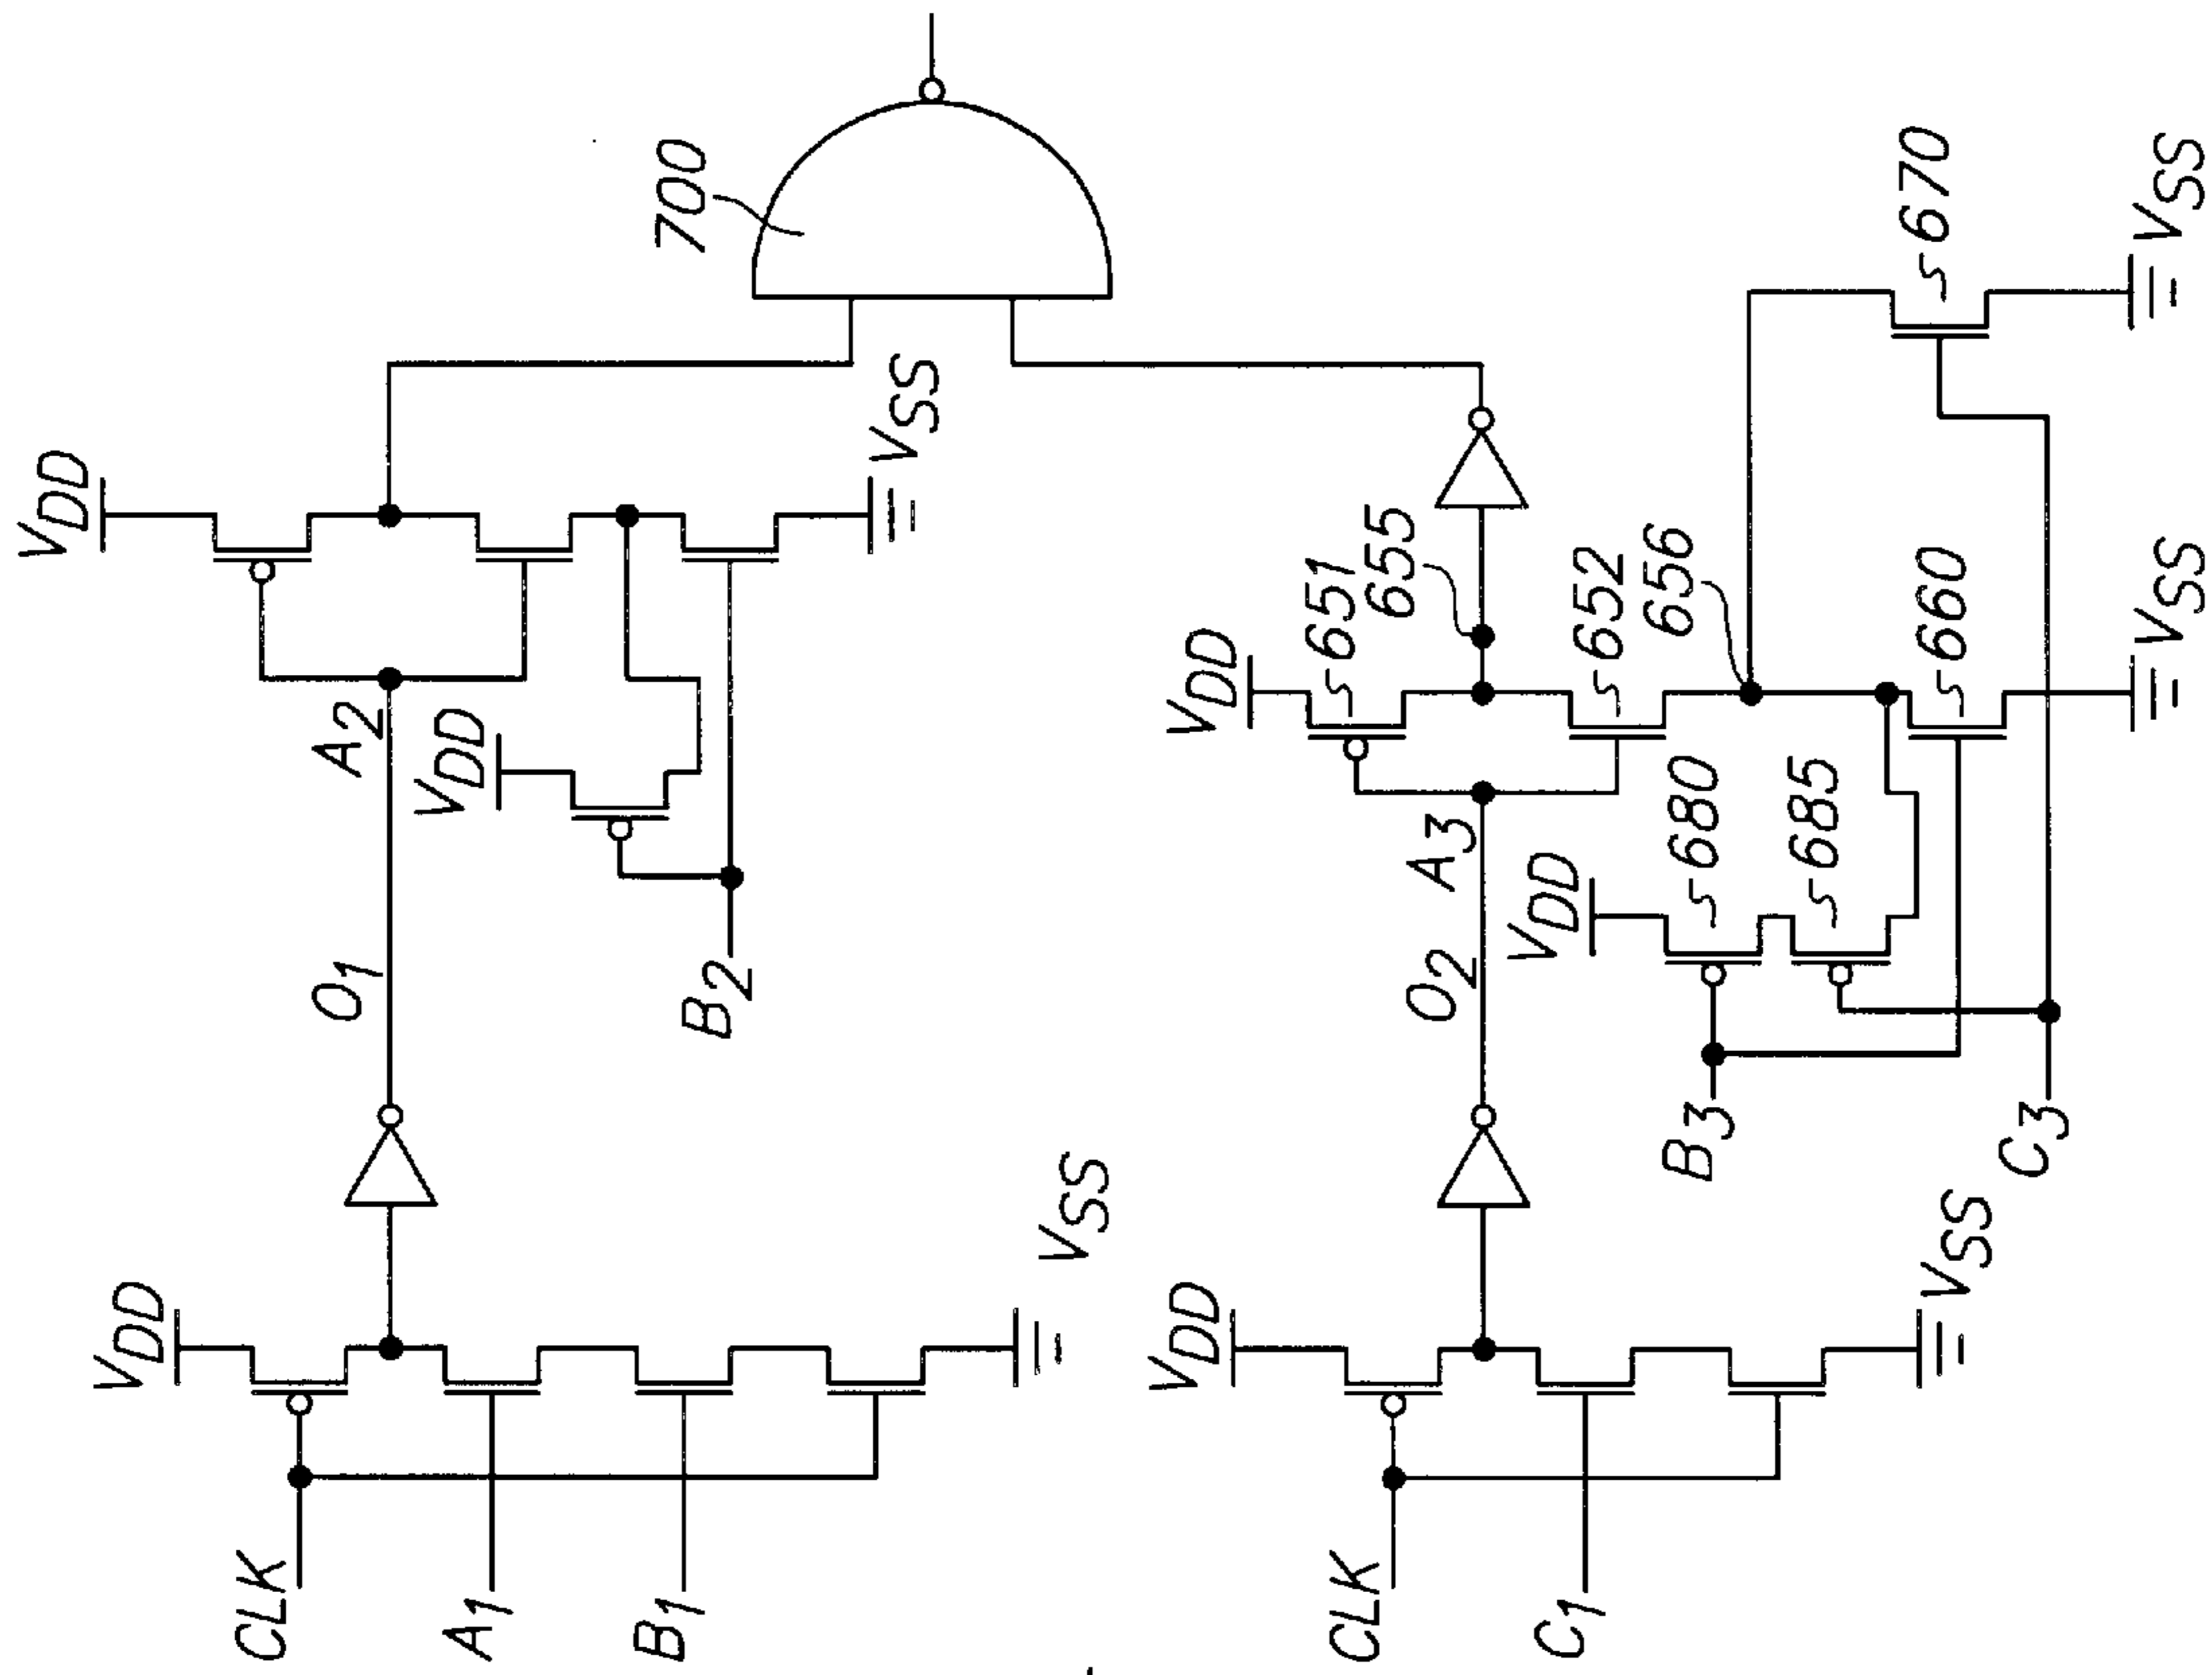 VDD
CLK
A1
B1
VSS
O1
A2
VDD
VDD
B2
VSS
700
VDD
CLK
C1
VSS
O2
A3
VDD
651
655
652
656
VDD
680
685
660
B3
C3
VSS
670
VSS